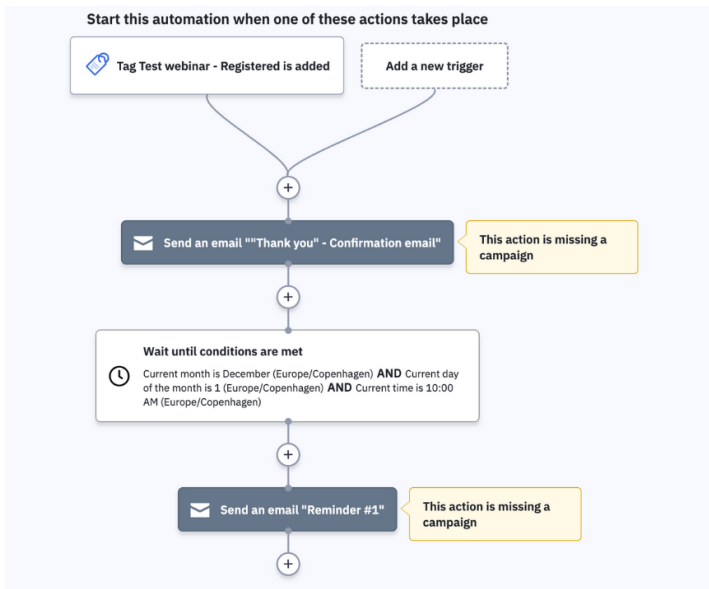 Start this automation when one of these actions takes place
Tag Test webinar - Registered is added
Add a new trigger
Send an email ""Thank you" - Confirmation email"
This action is missing a
campaign
Wait until conditions are met
Current month is December (Europe/Copenhagen) AND Current day
of the month is 1 (Europe/Copenhagen) AND Current time is 10:00
AM (Europe/Copenhagen)
Send an email "Reminder #1"
This action is missing a
campaign